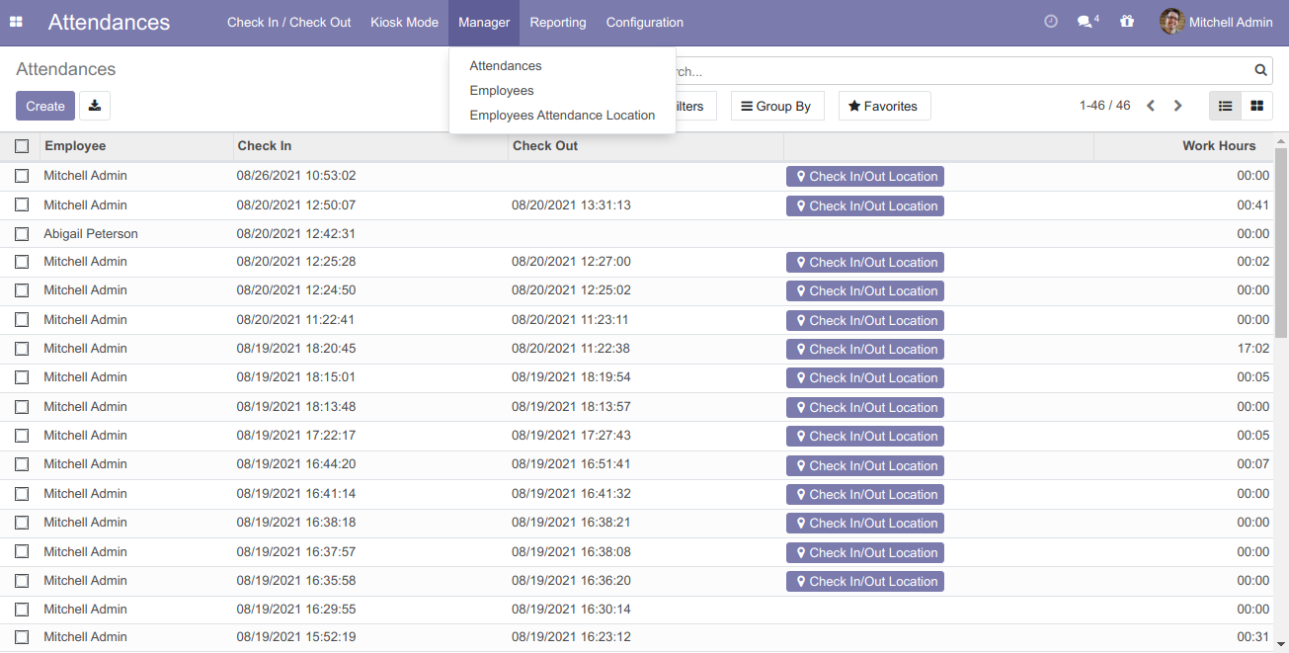 Attendances Check In / Check Out Kiosk Mode Manager Reporting Configuration 4 Mitchell Admin
Attendances
Attendances
Employees
Employees Attendance Location
Create Group By Favorites 1-46 / 46
Employee Check In Check Out Work Hours
Mitchell Admin 08/26/2021 10:53:02 Check In/Out Location 00:00
Mitchell Admin 08/20/2021 12:50:07 08/20/2021 13:31:13 Check In/Out Location 00:41
Abigail Peterson 08/20/2021 12:42:31 00:00
Mitchell Admin 08/20/2021 12:25:28 08/20/2021 12:27:00 Check In/Out Location 00:02
Mitchell Admin 08/20/2021 12:24:50 08/20/2021 12:25:02 Check In/Out Location 00:00
Mitchell Admin 08/20/2021 11:22:41 08/20/2021 11:23:11 Check In/Out Location 00:00
Mitchell Admin 08/19/2021 18:20:45 08/20/2021 11:22:38 Check In/Out Location 17:02
Mitchell Admin 08/19/2021 18:15:01 08/19/2021 18:19:54 Check In/Out Location 00:05
Mitchell Admin 08/19/2021 18:13:48 08/19/2021 18:13:57 Check In/Out Location 00:00
Mitchell Admin 08/19/2021 17:22:17 08/19/2021 17:27:43 Check In/Out Location 00:05
Mitchell Admin 08/19/2021 16:44:20 08/19/2021 16:51:41 Check In/Out Location 00:07
Mitchell Admin 08/19/2021 16:41:14 08/19/2021 16:41:32 Check In/Out Location 00:00
Mitchell Admin 08/19/2021 16:38:18 08/19/2021 16:38:21 Check In/Out Location 00:00
Mitchell Admin 08/19/2021 16:37:57 08/19/2021 16:38:08 Check In/Out Location 00:00
Mitchell Admin 08/19/2021 16:35:58 08/19/2021 16:36:20 Check In/Out Location 00:00
Mitchell Admin 08/19/2021 16:29:55 08/19/2021 16:30:14 00:00
Mitchell Admin 08/19/2021 15:52:19 08/19/2021 16:23:12 00:31